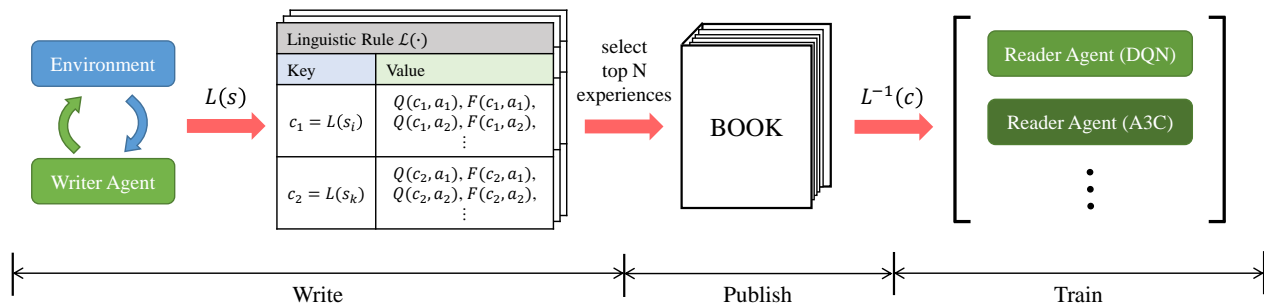 Environment
Writer Agent
L(s)
Linguistic Rule ℒ(·)
Key Value
c₁ = L(sᵢ)
Q(c₁, a₁), F(c₁, a₁),
Q(c₁, a₂), F(c₁, a₂),
⋮
c₂ = L(sₖ)
Q(c₂, a₁), F(c₂, a₁),
Q(c₂, a₂), F(c₂, a₂),
⋮
select
top N
experiences
BOOK
L⁻¹(c)
Reader Agent (DQN)
Reader Agent (A3C)
⋮
Write
Publish
Train